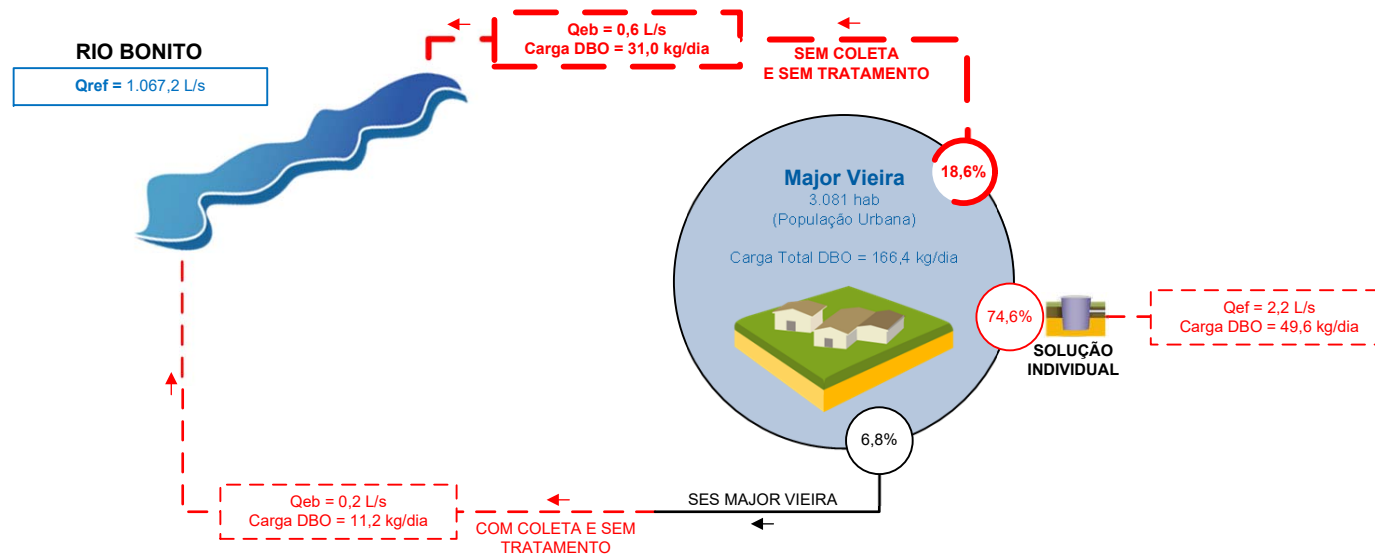 RIO BONITO
Qref = 1.067,2 L/s
Qeb = 0,6 L/s
Carga DBO = 31,0 kg/dia
SEM COLETA
E SEM TRATAMENTO
18,6%
Major Vieira
3.081 hab
(População Urbana)
Carga Total DBO = 166,4 kg/dia
74,6%
SOLUÇÃO
INDIVIDUAL
Qef = 2,2 L/s
Carga DBO = 49,6 kg/dia
6,8%
SES MAJOR VIEIRA
COM COLETA E SEM
TRATAMENTO
Qeb = 0,2 L/s
Carga DBO = 11,2 kg/dia